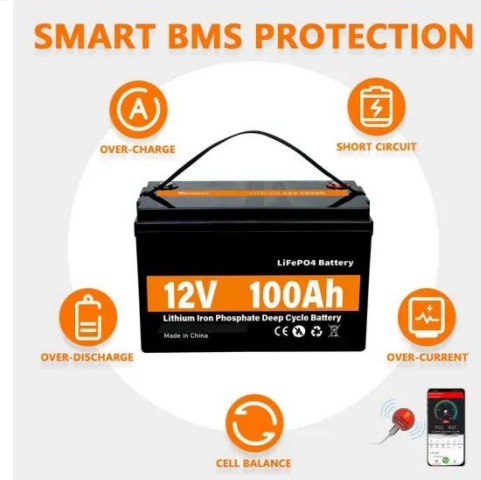 SMART BMS PROTECTION
OVER-CHARGE
SHORT CIRCUIT
LiFePO4 Battery
12V 100Ah
Lithium Iron Phosphate Deep Cycle Battery
Made in China
CE
OVER-DISCHARGE
OVER-CURRENT
CELL BALANCE